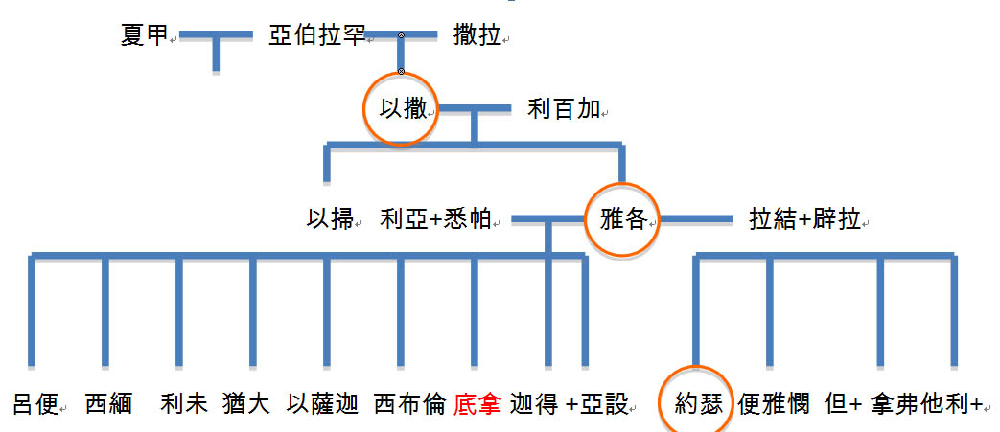 夏甲 亞伯拉罕 撒拉
以撒 利百加
以掃 利亞+悉帕 雅各 拉結+辟拉
呂便 西緬 利未 猶大 以薩迦 西布倫 底拿 迦得 +亞設 約瑟 便雅憫 但+ 拿弗他利+